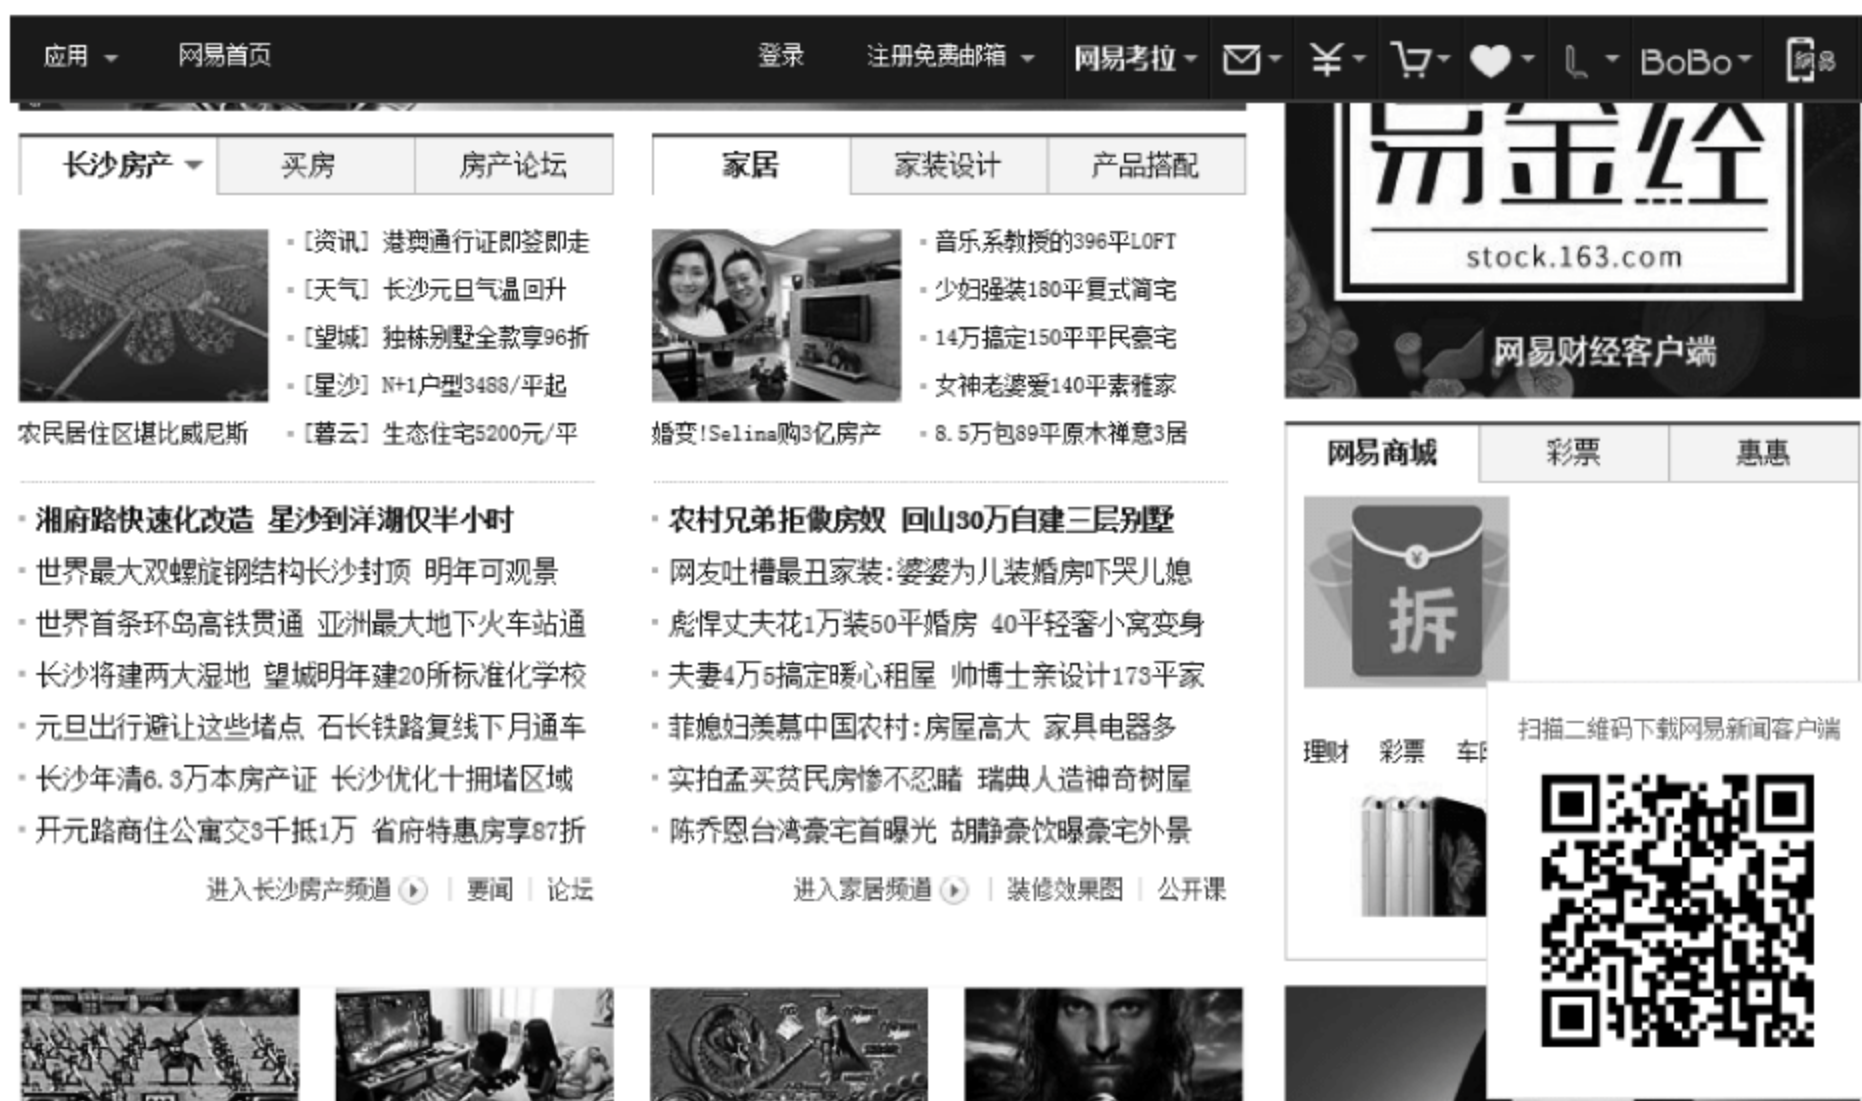 应用 网易首页 登录 注册免费邮箱 网易考拉 BoBo
长沙房产 买房 房产论坛
[资讯] 港澳通行证即签即走
[天气] 长沙元旦气温回升
[望城] 独栋别墅全款享96折
[星沙] N+1户型3488/平起
农民居住区堪比威尼斯
[暮云] 生态住宅5200元/平
湘府路快速化改造 星沙到洋湖仅半小时
世界最大双螺旋钢结构长沙封顶 明年可观景
世界首条环岛高铁贯通 亚洲最大地下火车站通
长沙将建两大湿地 望城明年建20所标准化学校
元旦出行避让这些堵点 石长铁路复线下月通车
长沙年清6.3万本房产证 长沙优化十拥堵区域
开元路商住公寓交3千抵1万 省府特惠房享87折
进入长沙房产频道 要闻 论坛
家居 家装设计 产品搭配
音乐系教授的396平LOFT
少妇强装180平复式简宅
14万搞定150平平民豪宅
女神老婆爱140平素雅家
婚变!Selina购3亿房产
8.5万包89平原木禅意3居
农村兄弟拒做房奴 回山30万自建三层别墅
网友吐槽最丑家装:婆婆为儿装婚房吓哭儿媳
彪悍丈夫花1万装50平婚房 40平轻奢小窝变身
夫妻4万5搞定暖心租屋 帅博士亲设计173平家
菲媳妇羡慕中国农村:房屋高大 家具电器多
实拍孟买贫民房惨不忍睹 瑞典人造神奇树屋
陈乔恩台湾豪宅首曝光 胡静豪饮曝豪宅外景
进入家居频道 装修效果图 公开课
易金经
stock.163.com
网易财经客户端
网易商城 彩票 惠惠
拆
理财 彩票 车
扫描二维码下载网易新闻客户端